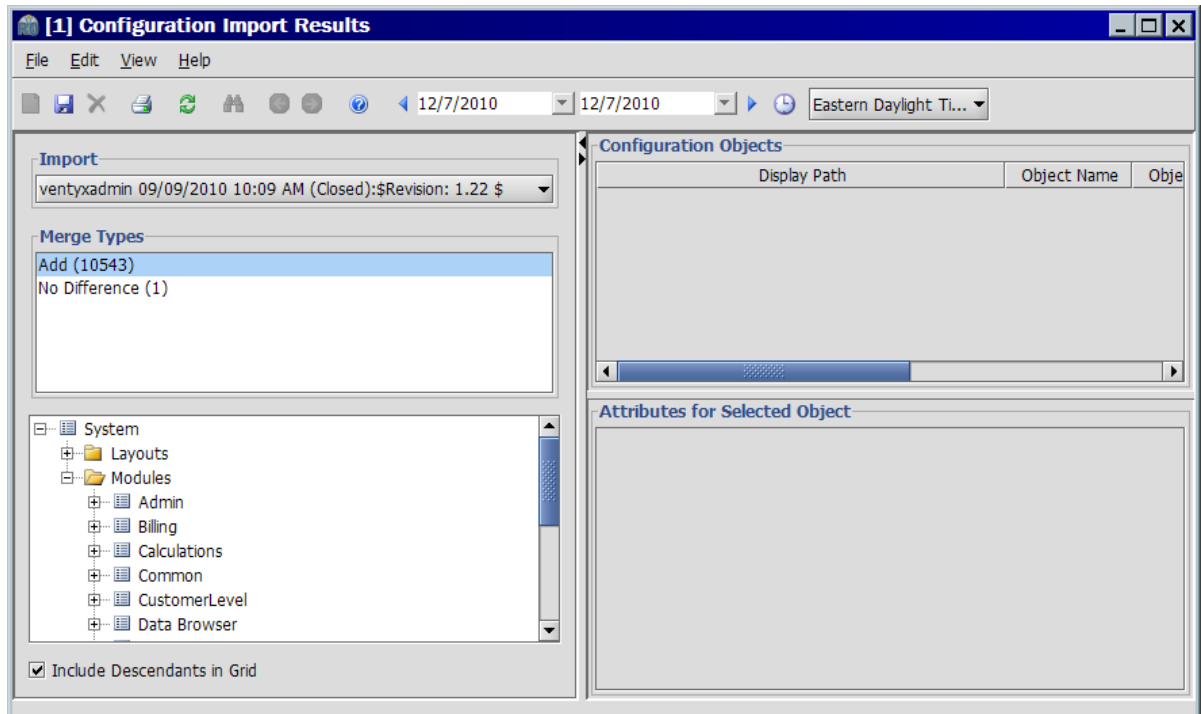 [1] Configuration Import Results
File Edit View Help
12/7/2010 12/7/2010 Eastern Daylight Ti...
Import
ventyxadmin 09/09/2010 10:09 AM (Closed):$Revision: 1.22 $
Merge Types
Add (10543)
No Difference (1)
System
Layouts
Modules
Admin
Billing
Calculations
Common
CustomerLevel
Data Browser
Include Descendants in Grid
Configuration Objects
Display Path Object Name Obje
Attributes for Selected Object